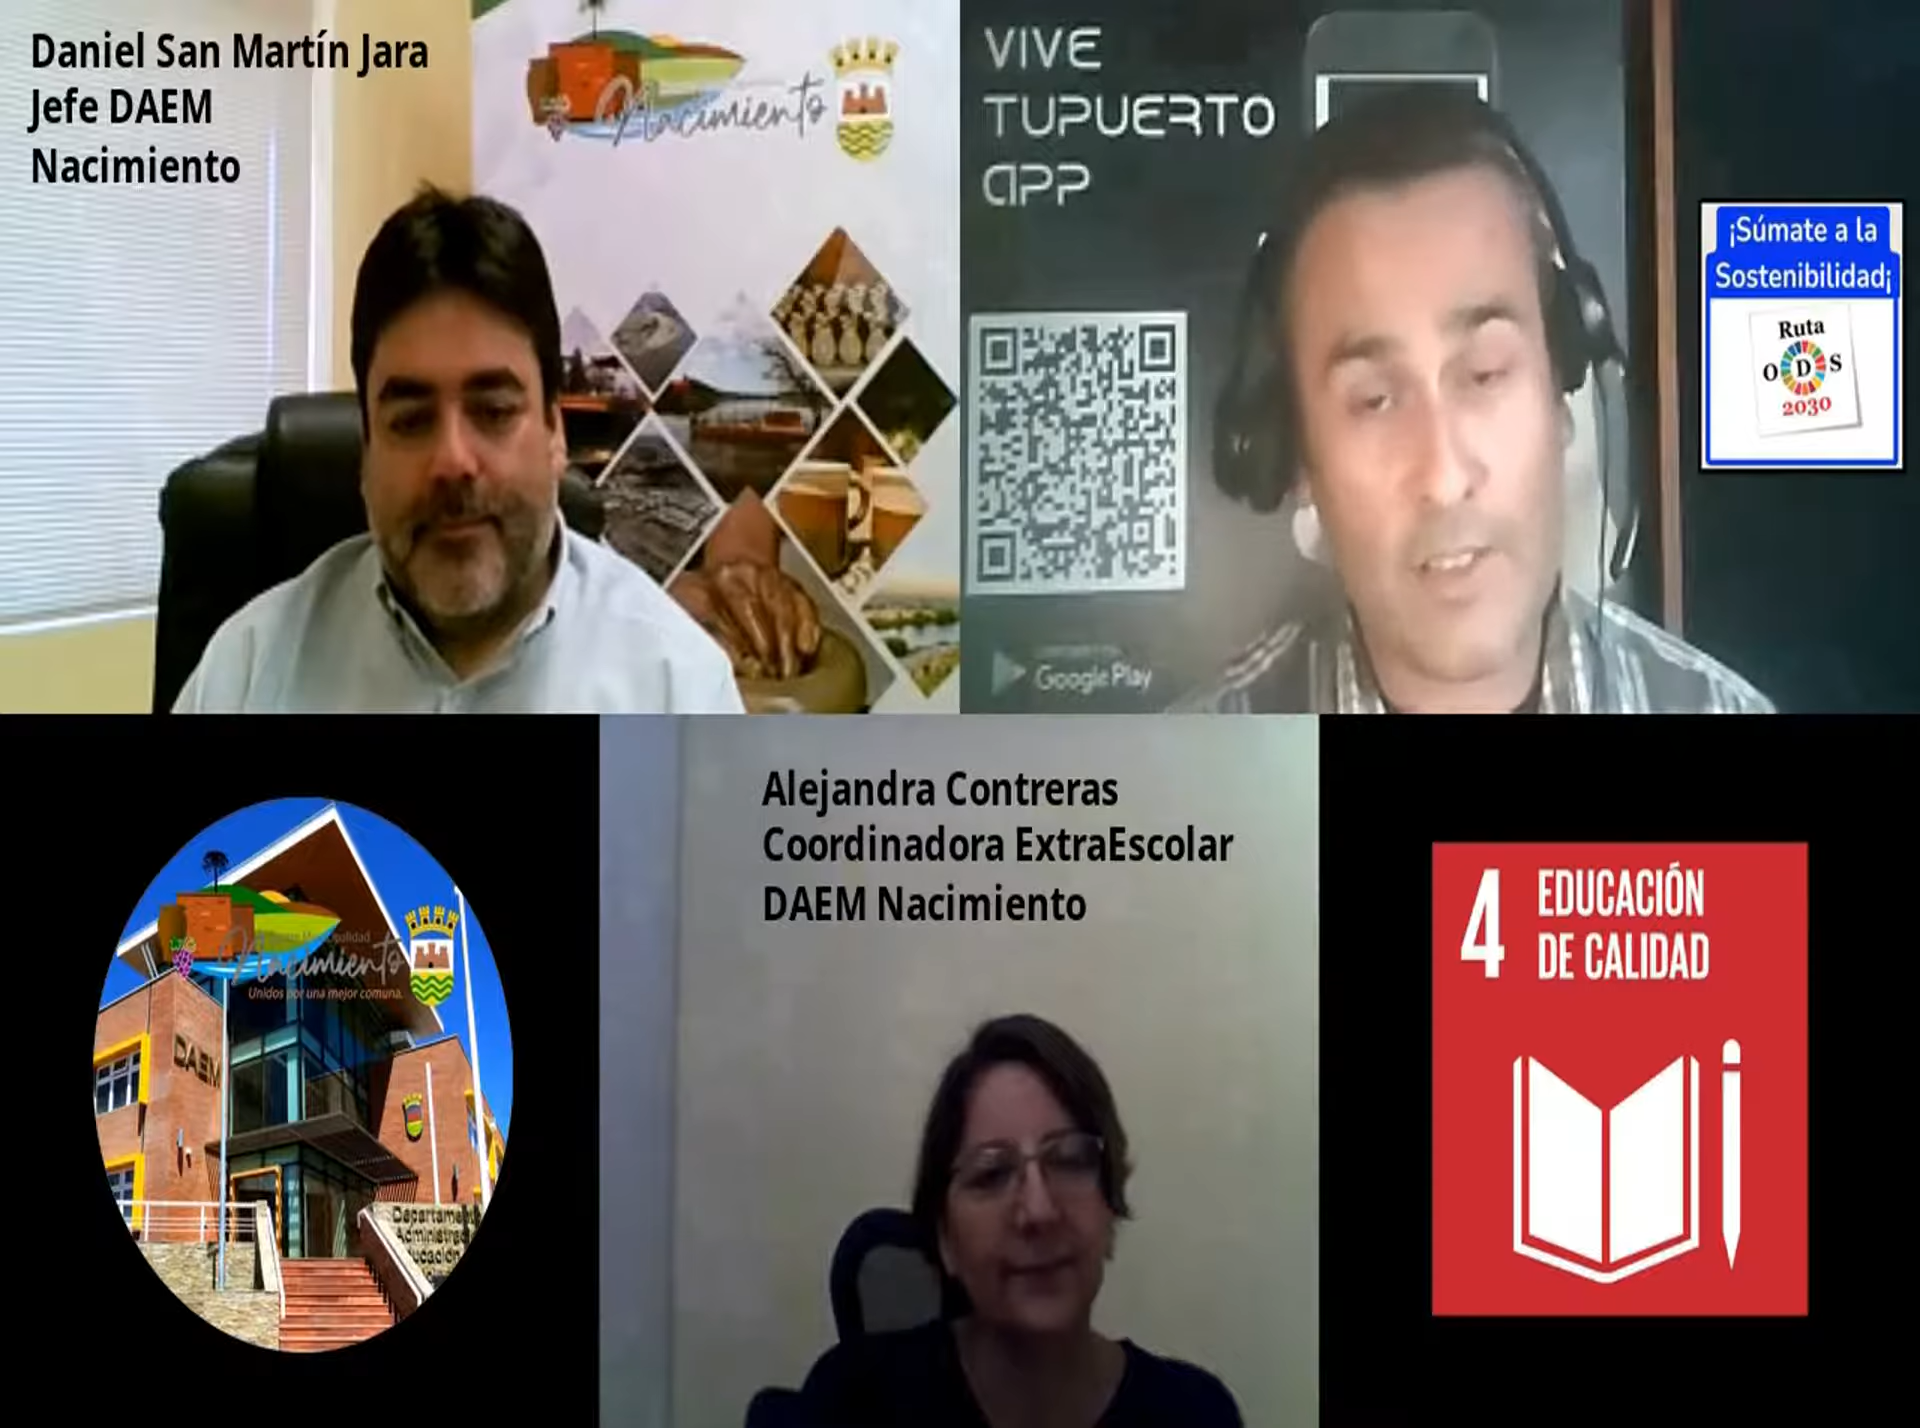 Daniel San Martín Jara
Jefe DAEM
Nacimiento
Nacimiento
VIVE
TUPUERTO
APP
Google Play
¡Súmate a la
Sostenibilidad¡
Ruta
ODS
2030
Nacimiento
Unidos por una mejor comuna.
DAEM
Alejandra Contreras
Coordinadora ExtraEscolar
DAEM Nacimiento
4 EDUCACIÓN
DE CALIDAD